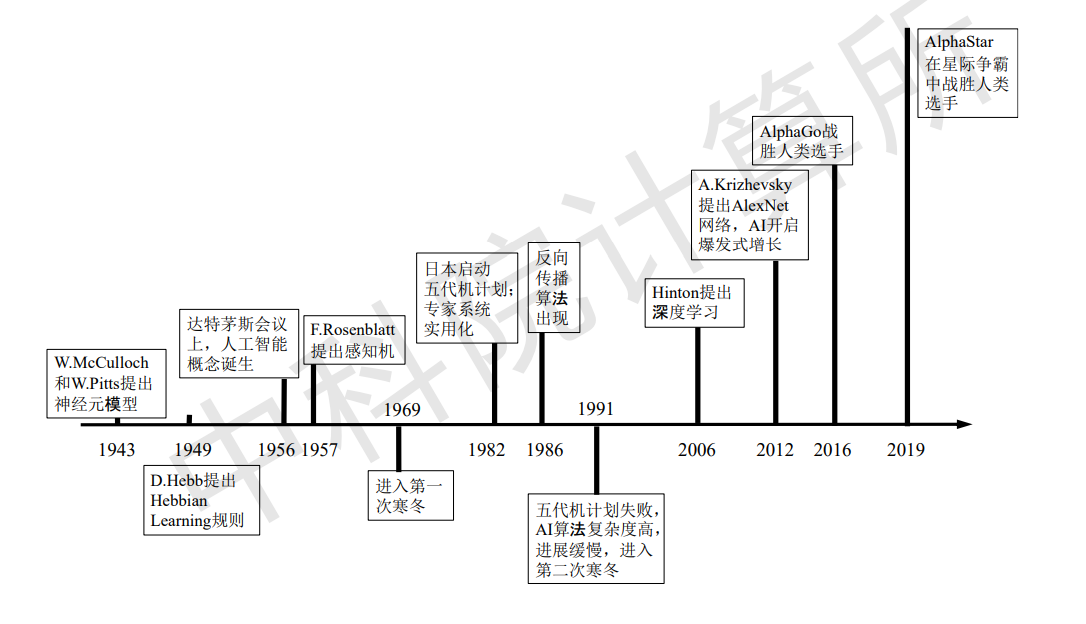 AlphaStar
在星际争霸
中战胜人类
选手
AlphaGo战
胜人类选手
A.Krizhevsky
提出AlexNet
网络，AI开启
爆发式增长
反向
传播
算法
出现
日本启动
五代机计划；
专家系统
实用化
Hinton提出
深度学习
达特茅斯会议
上，人工智能
概念诞生
F.Rosenblatt
提出感知机
W.McCulloch
和W.Pitts提出
神经元模型
1969
1991
1943
1949
1956
1957
1982
1986
2006
2012
2016
2019
D.Hebb提出
Hebbian
Learning规则
进入第一
次寒冬
五代机计划失败，
AI算法复杂度高，
进展缓慢，进入
第二次寒冬
中科院计算所